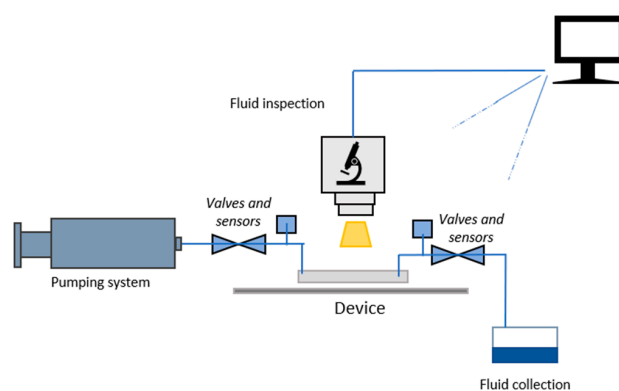 Fluid inspection
Valves and
sensors
Valves and
sensors
Pumping system
Device
Fluid collection